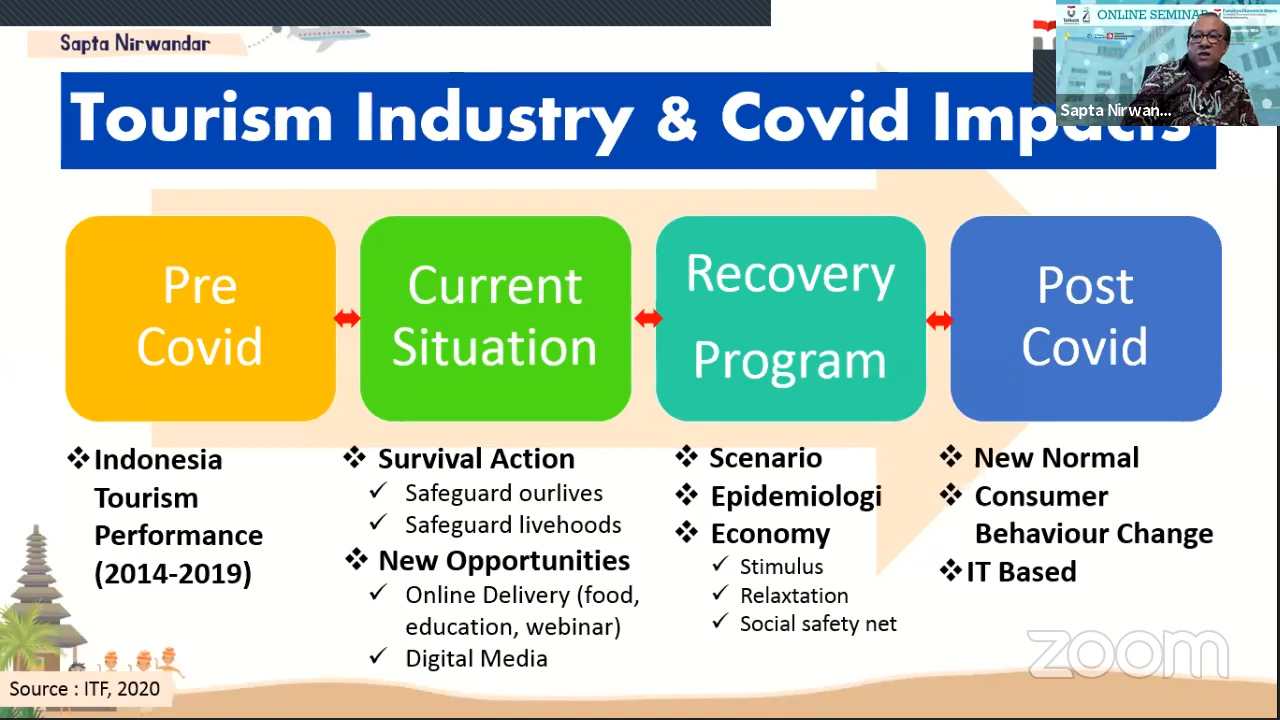 Sapta Nirwandar
ONLINE SEMINAR
Sapta Nirwan...
Tourism Industry & Covid Impacts
Pre
Covid
Current
Situation
Recovery
Program
Post
Covid
❖Indonesia
Tourism
Performance
(2014-2019)
❖ Survival Action
✓ Safeguard ourlives
✓ Safeguard livehoods
❖ New Opportunities
✓ Online Delivery (food,
education, webinar)
✓ Digital Media
❖ Scenario
❖ Epidemiologi
❖ Economy
✓ Stimulus
✓ Relaxtation
✓ Social safety net
❖ New Normal
❖ Consumer
Behaviour Change
❖IT Based
Source : ITF, 2020
zoom